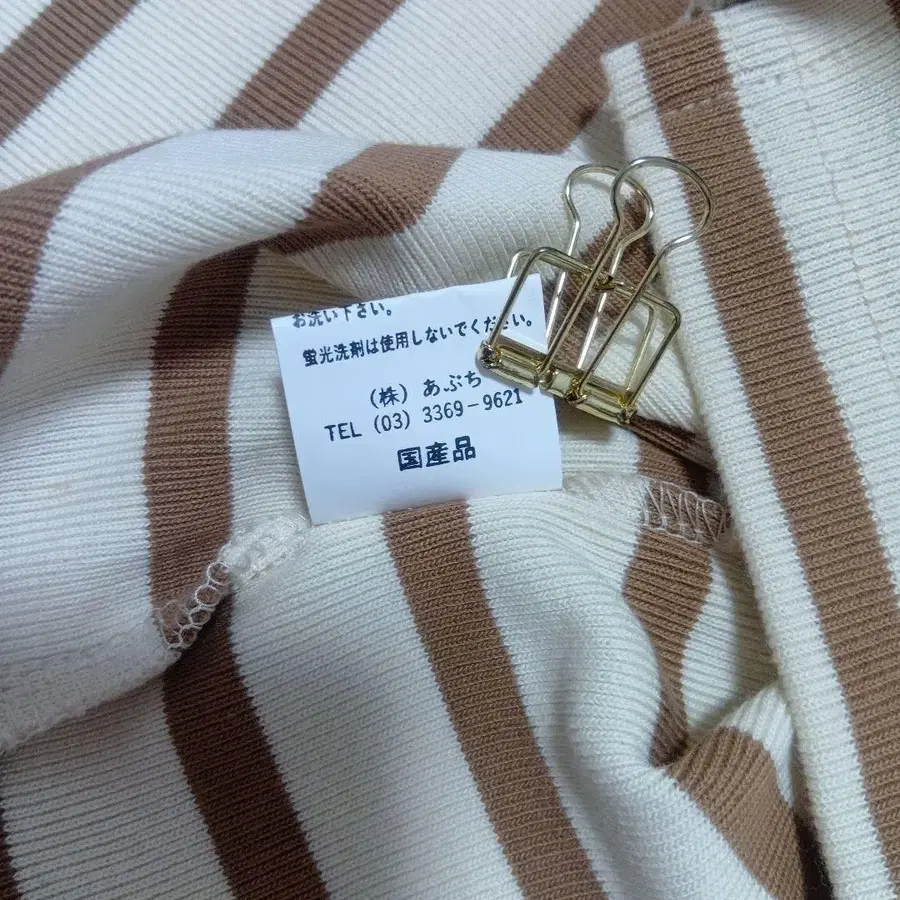 お洗い下さい。
蛍光洗剤は使用しないでください。
(株) あぶち
TEL (03) 3369-9621
国産品